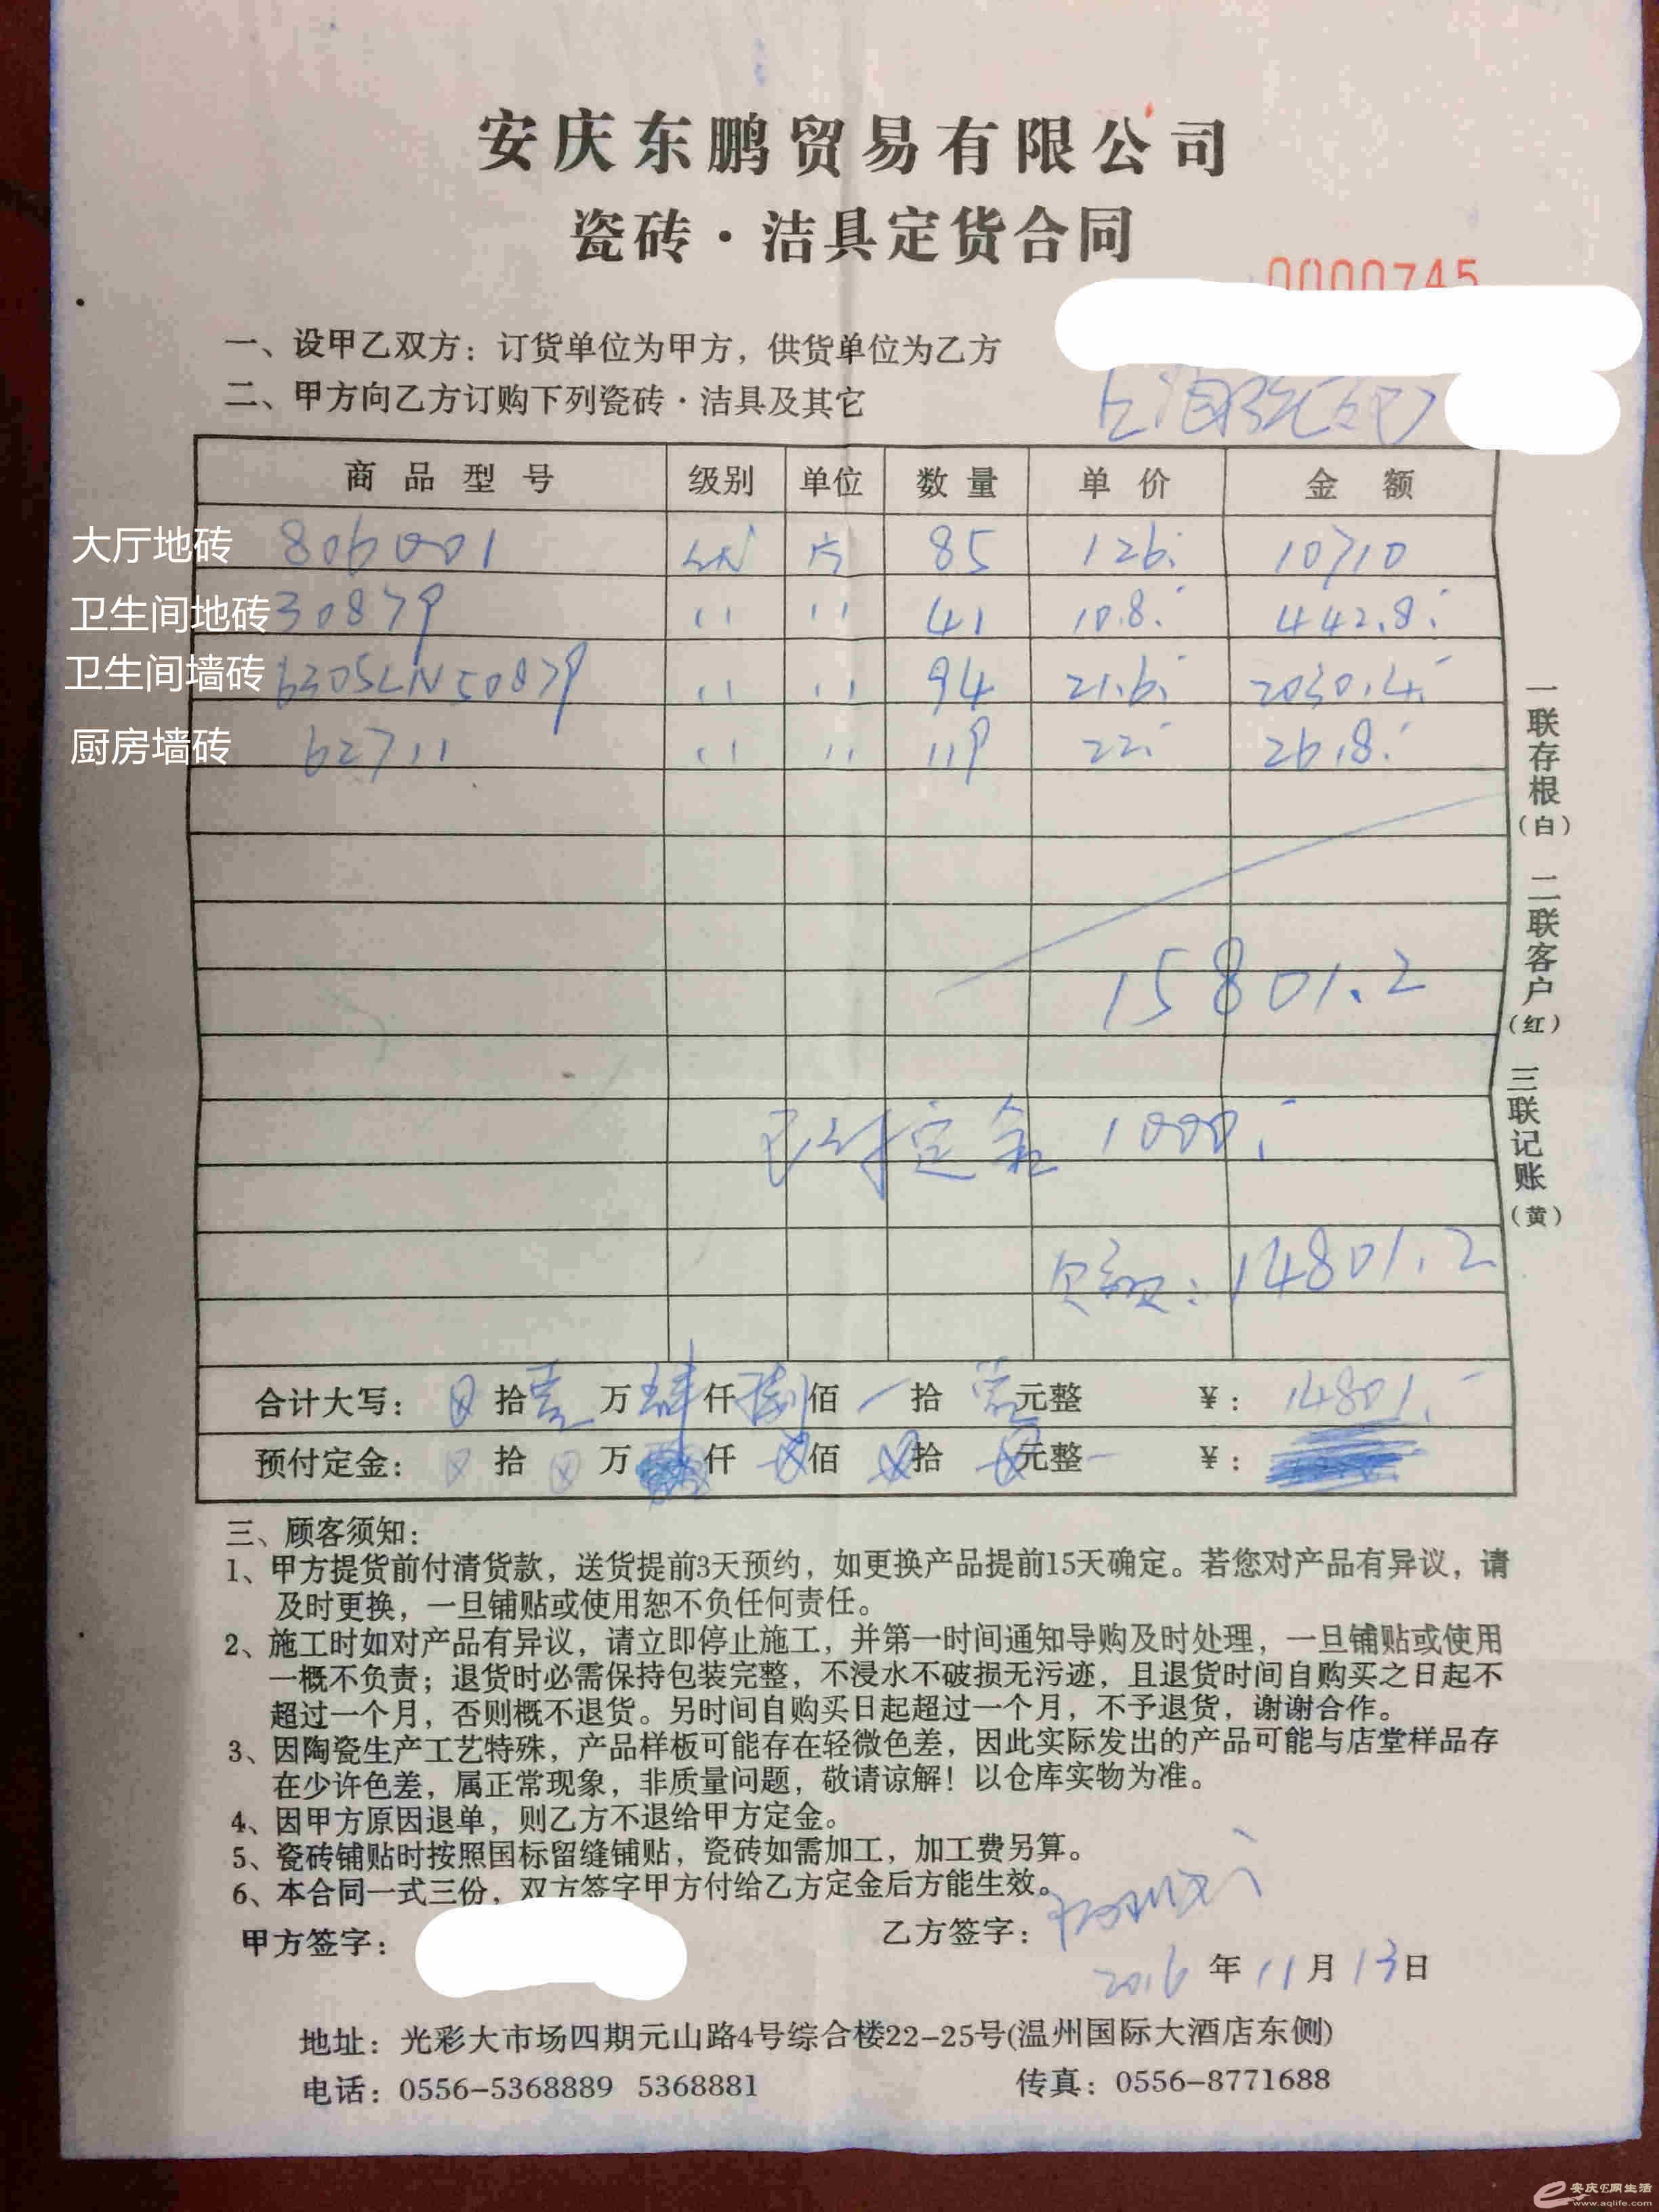 安庆东鹏贸易有限公司
瓷砖·洁具定货合同
0000745
一、设甲乙双方：订货单位为甲方，供货单位为乙方
二、甲方向乙方订购下列瓷砖·洁具及其它
商品型号 级别 单位 数量 单价 金额
大厅地砖 806001 片 85 126. 10710
卫生间地砖 30879 〃 〃 41 10.8. 442.8.
卫生间墙砖 6305LN50879 〃 〃 94 21.6. 2030.4.
厨房墙砖 62711 〃 〃 119 22. 2618.
15801.2
已付定金 1000.
欠款：14801.2
合计大写： 拾壹万肆仟捌佰 拾壹元整 ￥：14801.
预付定金： 拾 万 仟 佰 拾 元整 ￥：
一联存根（白） 二联客户（红） 三联记账（黄）
三、顾客须知：
1、甲方提货前付清货款，送货提前3天预约，如更换产品提前15天确定。若您对产品有异议，请
及时更换，一旦铺贴或使用恕不负任何责任。
2、施工时如对产品有异议，请立即停止施工，并第一时间通知导购及时处理，一旦铺贴或使用
一概不负责；退货时必需保持包装完整，不浸水不破损无污迹，且退货时间自购买之日起不
超过一个月，否则概不退货。另时间自购买日起超过一个月，不予退货，谢谢合作。
3、因陶瓷生产工艺特殊，产品样板可能存在轻微色差，因此实际发出的产品可能与店堂样品存
在少许色差，属正常现象，非质量问题，敬请谅解！以仓库实物为准。
4、因甲方原因退单，则乙方不退给甲方定金。
5、瓷砖铺贴时按照国标留缝铺贴，瓷砖如需加工，加工费另算。
6、本合同一式三份，双方签字甲方付给乙方定金后方能生效。
甲方签字： 乙方签字：
2016年11月13日
地址：光彩大市场四期元山路4号综合楼22-25号(温州国际大酒店东侧)
电话：0556-5368889 5368881 传真：0556-8771688
安庆E网生活
www.aqlife.com